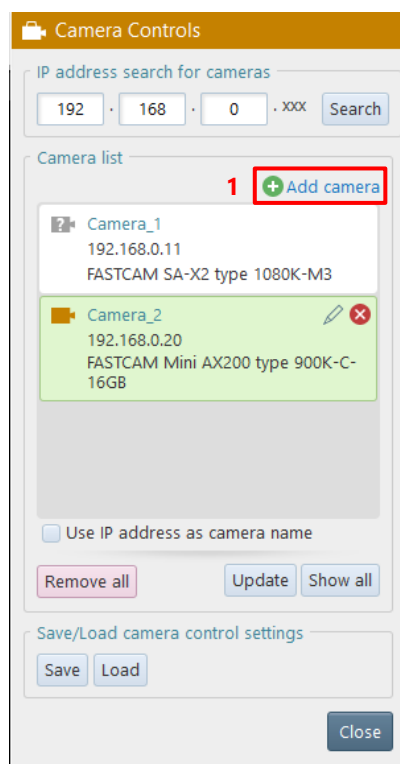 Camera Controls
IP address search for cameras
192 . 168 . 0 . xxx Search
Camera list
1 Add camera
Camera_1
192.168.0.11
FASTCAM SA-X2 type 1080K-M3
Camera_2
192.168.0.20
FASTCAM Mini AX200 type 900K-C-
16GB
Use IP address as camera name
Remove all Update Show all
Save/Load camera control settings
Save Load
Close